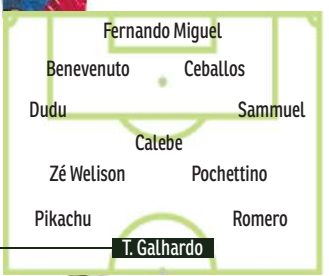 Fernando Miguel
Benevenuto Ceballos
Dudu Sammuel
Calebe
Zé Welison Pochettino
Pikachu Romero
T. Galhardo